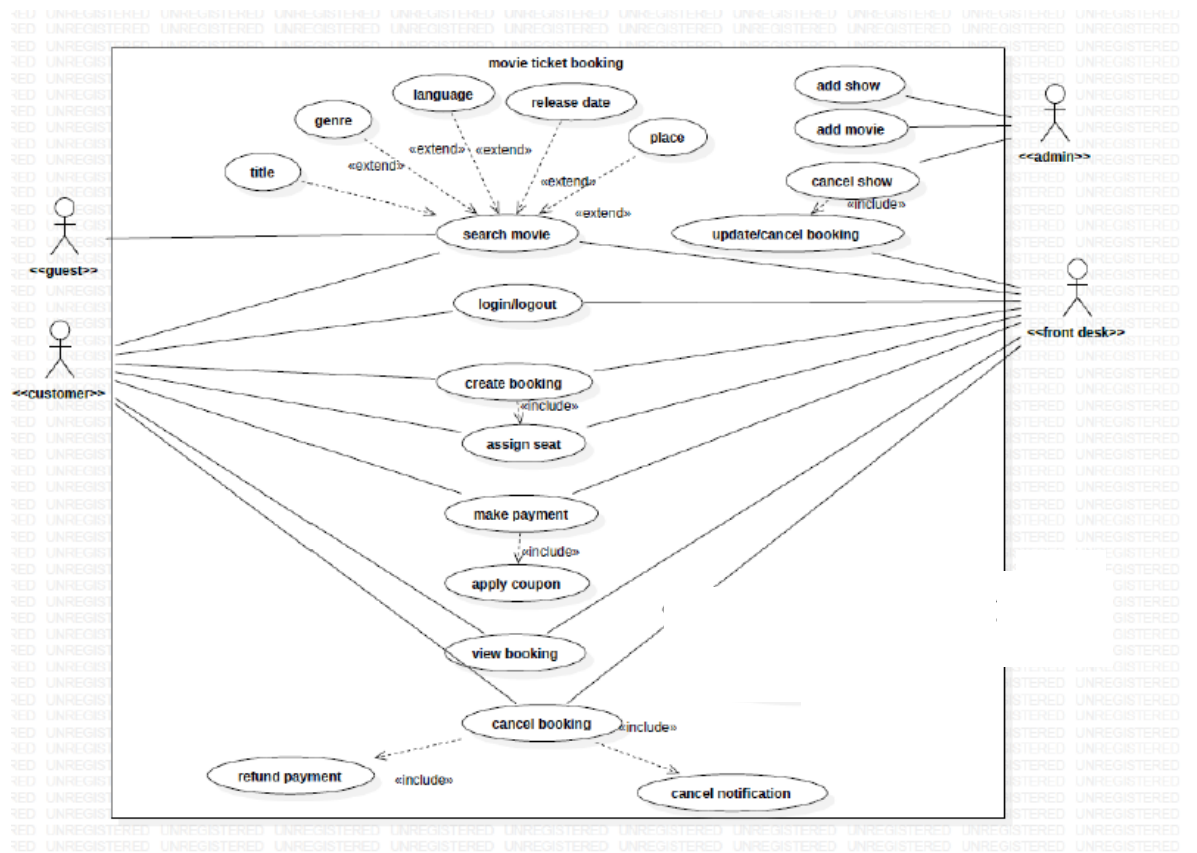 movie ticket booking
language
release date
add show
genre
add movie
place
<<admin>>
«extend»
«extend»
«extend»
title
cancel show
«extend»
«include»
«extend»
search movie
update/cancel booking
<<guest>>
login/logout
<<front desk>>
create booking
<<customer>>
«include»
assign seat
make payment
«include»
apply coupon
view booking
cancel booking
«include»
refund payment
«include»
cancel notification